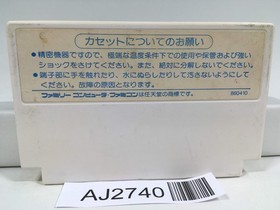 カセットについてのお願い
●精密機器ですので、極端な温度条件下での使用や保管および強い
ショックをさけてください。また、絶対に分解しないでください。
●端子部に手を触れたり、水にぬらしたりして汚さないようにして
ください。故障の原因となります。
ファミリーコンピュータ・ファミコンは任天堂の商標です。
660410
AJ2740